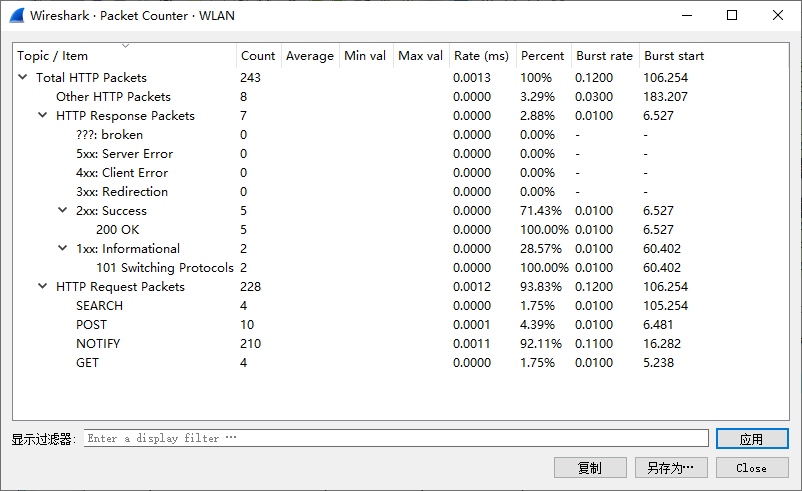 Wireshark · Packet Counter · WLAN
Topic / Item Count Average Min val Max val Rate (ms) Percent Burst rate Burst start
Total HTTP Packets 243 0.0013 100% 0.1200 106.254
Other HTTP Packets 8 0.0000 3.29% 0.0300 183.207
HTTP Response Packets 7 0.0000 2.88% 0.0100 6.527
???: broken 0 0.0000 0.00% - -
5xx: Server Error 0 0.0000 0.00% - -
4xx: Client Error 0 0.0000 0.00% - -
3xx: Redirection 0 0.0000 0.00% - -
2xx: Success 5 0.0000 71.43% 0.0100 6.527
200 OK 5 0.0000 100.00% 0.0100 6.527
1xx: Informational 2 0.0000 28.57% 0.0100 60.402
101 Switching Protocols 2 0.0000 100.00% 0.0100 60.402
HTTP Request Packets 228 0.0012 93.83% 0.1200 106.254
SEARCH 4 0.0000 1.75% 0.0100 105.254
POST 10 0.0001 4.39% 0.0100 6.481
NOTIFY 210 0.0011 92.11% 0.1100 16.282
GET 4 0.0000 1.75% 0.0100 5.238
显示过滤器: Enter a display filter … 应用
复制 另存为… Close